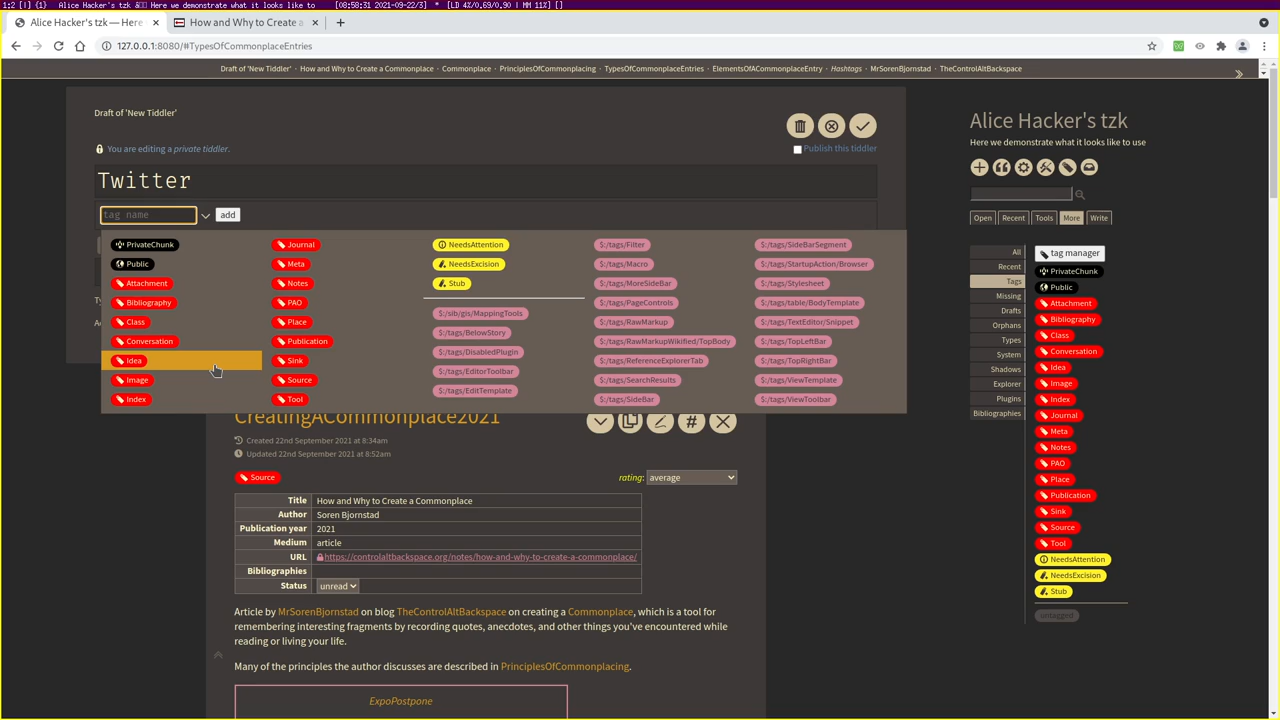 1:2 [!] {1} Alice Hacker's tzk — Here we demonstrate what it looks like to [08:58:31 2021-09-22/3] * [LD 4%/0.69/0.90 | MM 11%] []
Alice Hacker's tzk — Here
How and Why to Create a
127.0.0.1:8080/#TypesOfCommonplaceEntries
Draft of 'New Tiddler' · How and Why to Create a Commonplace · Commonplace · PrinciplesOfCommonplacing · TypesOfCommonplaceEntries · ElementsOfACommonplaceEntry · Hashtags · MrSorenBjornstad · TheControlAltBackspace
Draft of 'New Tiddler'
You are editing a private tiddler.
Publish this tiddler
Twitter
tag name
add
PrivateChunk
Public
Attachment
Bibliography
Class
Conversation
Idea
Image
Index
Journal
Meta
Notes
PAO
Place
Publication
Sink
Source
Tool
NeedsAttention
NeedsExcision
Stub
$:/sib/gis/MappingTools
$:/tags/BelowStory
$:/tags/DisabledPlugin
$:/tags/EditorToolbar
$:/tags/EditTemplate
$:/tags/Filter
$:/tags/Macro
$:/tags/MoreSideBar
$:/tags/PageControls
$:/tags/RawMarkup
$:/tags/RawMarkupWikified/TopBody
$:/tags/ReferenceExplorerTab
$:/tags/SearchResults
$:/tags/SideBar
$:/tags/SideBarSegment
$:/tags/StartupAction/Browser
$:/tags/Stylesheet
$:/tags/table/BodyTemplate
$:/tags/TextEditor/Snippet
$:/tags/TopLeftBar
$:/tags/TopRightBar
$:/tags/ViewTemplate
$:/tags/ViewToolbar
CreatingACommonplace2021
Created 22nd September 2021 at 8:34am
Updated 22nd September 2021 at 8:52am
Source
rating: average
Title How and Why to Create a Commonplace
Author Soren Bjornstad
Publication year 2021
Medium article
URL https://controlaltbackspace.org/notes/how-and-why-to-create-a-commonplace/
Bibliographies
Status unread
Article by MrSorenBjornstad on blog TheControlAltBackspace on creating a Commonplace, which is a tool for
remembering interesting fragments by recording quotes, anecdotes, and other things you've encountered while
reading or living your life.
Many of the principles the author discusses are described in PrinciplesOfCommonplacing.
ExpoPostpone
Alice Hacker's tzk
Here we demonstrate what it looks like to use
Open
Recent
Tools
More
Write
All
Recent
Tags
Missing
Drafts
Orphans
Types
System
Shadows
Explorer
Plugins
Bibliographies
tag manager
PrivateChunk
Public
Attachment
Bibliography
Class
Conversation
Idea
Image
Index
Journal
Meta
Notes
PAO
Place
Publication
Sink
Source
Tool
NeedsAttention
NeedsExcision
Stub
untagged